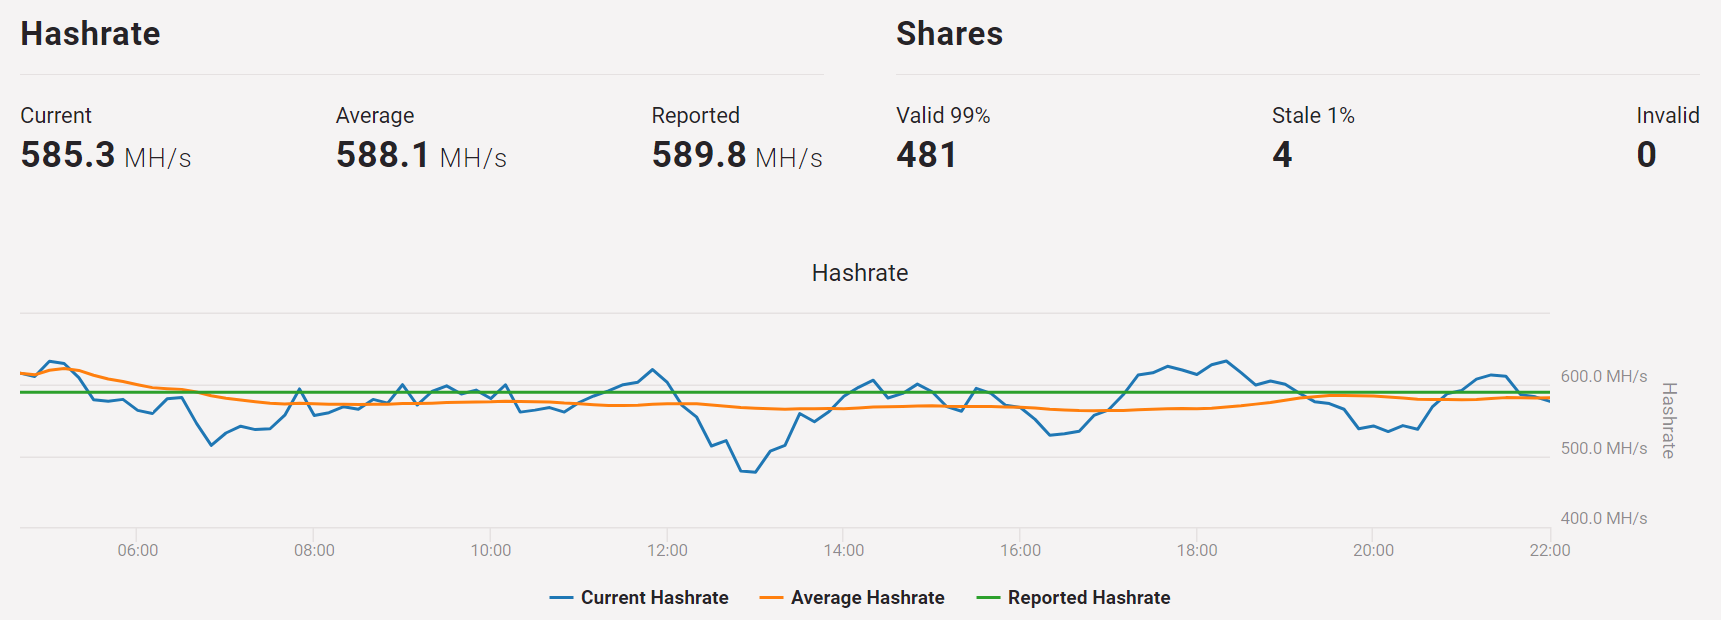 Hashrate
Shares
Current
Average
Reported
Valid 99%
Stale 1%
Invalid
585.3 MH/s
588.1 MH/s
589.8 MH/s
481
4
0
Hashrate
600.0 MH/s
500.0 MH/s
400.0 MH/s
Hashrate
06:00
08:00
10:00
12:00
14:00
16:00
18:00
20:00
22:00
Current Hashrate
Average Hashrate
Reported Hashrate